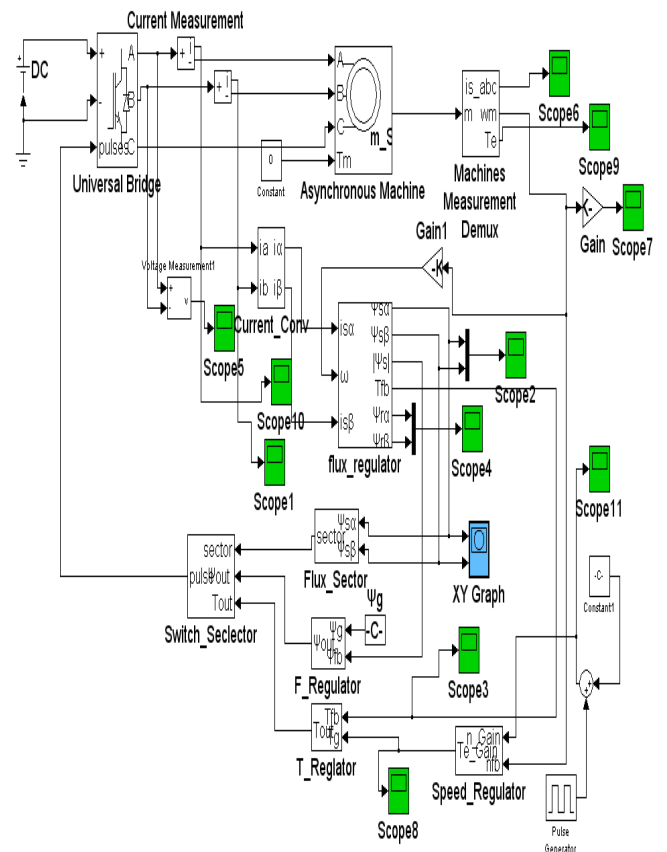 Current Measurement
DC
+
-
pulses
A
B
C
Universal Bridge
+
i
-
+
i
-
0
Constant
A
B
C
Tm
m_S
Asynchronous Machine
m
is_abc
wm
Te
Machines
Measurement
Demux
Scope6
Scope9
K-
Gain
Scope7
Gain1
-K
Voltage Measurement1
+
-
v
Scope5
ia iα
ib iβ
Current_Conv
Scope10
Scope1
isα
ω
isβ
Ψsα
Ψsβ
|Ψs|
Tfb
Ψrα
Ψrβ
flux_regulator
Scope2
Scope4
Scope11
sector
Ψsα
Ψsβ
Flux_Sector
XY Graph
-C-
Constant1
sector
pulse
Ψout
Tout
Switch_Seclector
Ψg
-C-
Ψg
Ψout
Ψfb
F_Regulator
Scope3
Tfb
Tout
Tg
T_Reglator
n_Gain
Te_Gain
nfb
Speed_Regulator
Scope8
+
+
Pulse
Generator